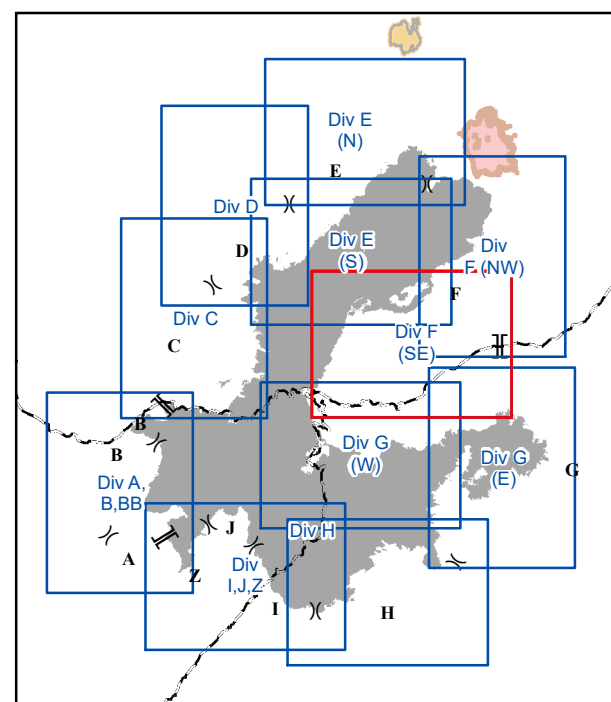 Div E
(N)
E
Div D
D
Div E
(S)
Div
F (NW)
F
Div C
C
Div F
(SE)
B
B
Div G
(W)
Div G
(E)
G
Div A,
B,BB
J
Div H
A
Z
Div
I,J,Z
I
H